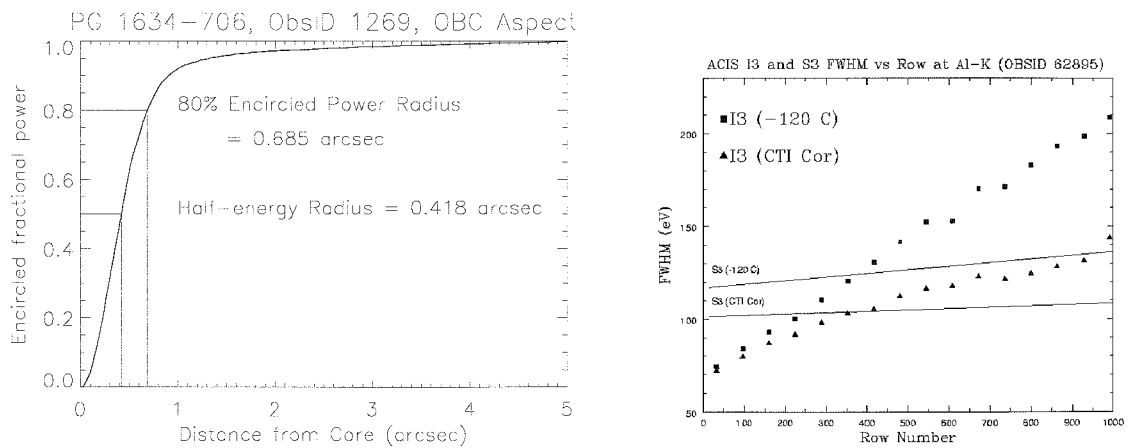 PG 1634-706, ObsID 1269, OBC Aspect
1.0
0.8
0.6
0.4
0.2
0.0
Encircled fractional power
80% Encircled Power Radius
= 0.685 arcsec
Half-energy Radius = 0.418 arcsec
0 1 2 3 4 5
Distance from Core (arcsec)
ACIS I3 and S3 FWHM vs Row at Al-K (OBSID 62895)
I3 (-120 C)
I3 (CTI Cor)
200
150
100
50
FWHM (eV)
S3 (-120 C)
S3 (CTI Cor)
0 100 200 300 400 500 600 700 800 900 1000
Row Number